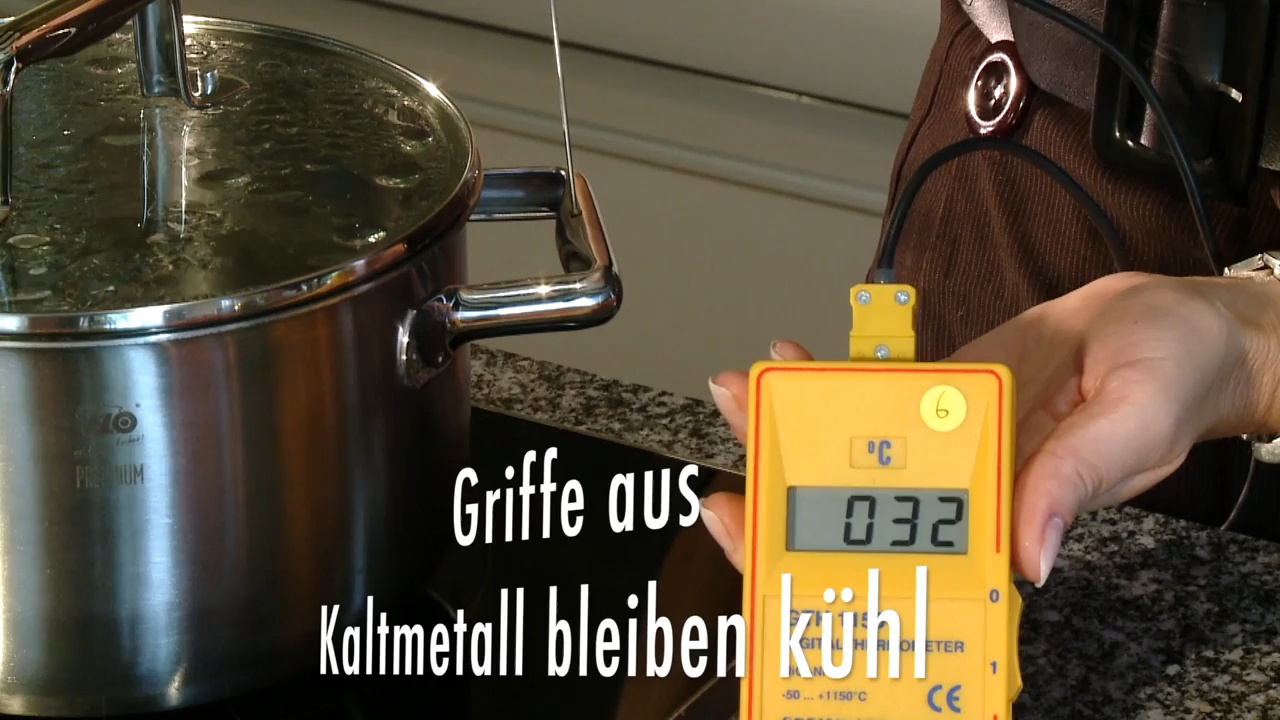 6
°C
032
Griffe aus
Kaltmetall bleiben kühl
0
DIGITAL THERMOMETER
1
-50 ... +1150°C
CE
PREMIUM